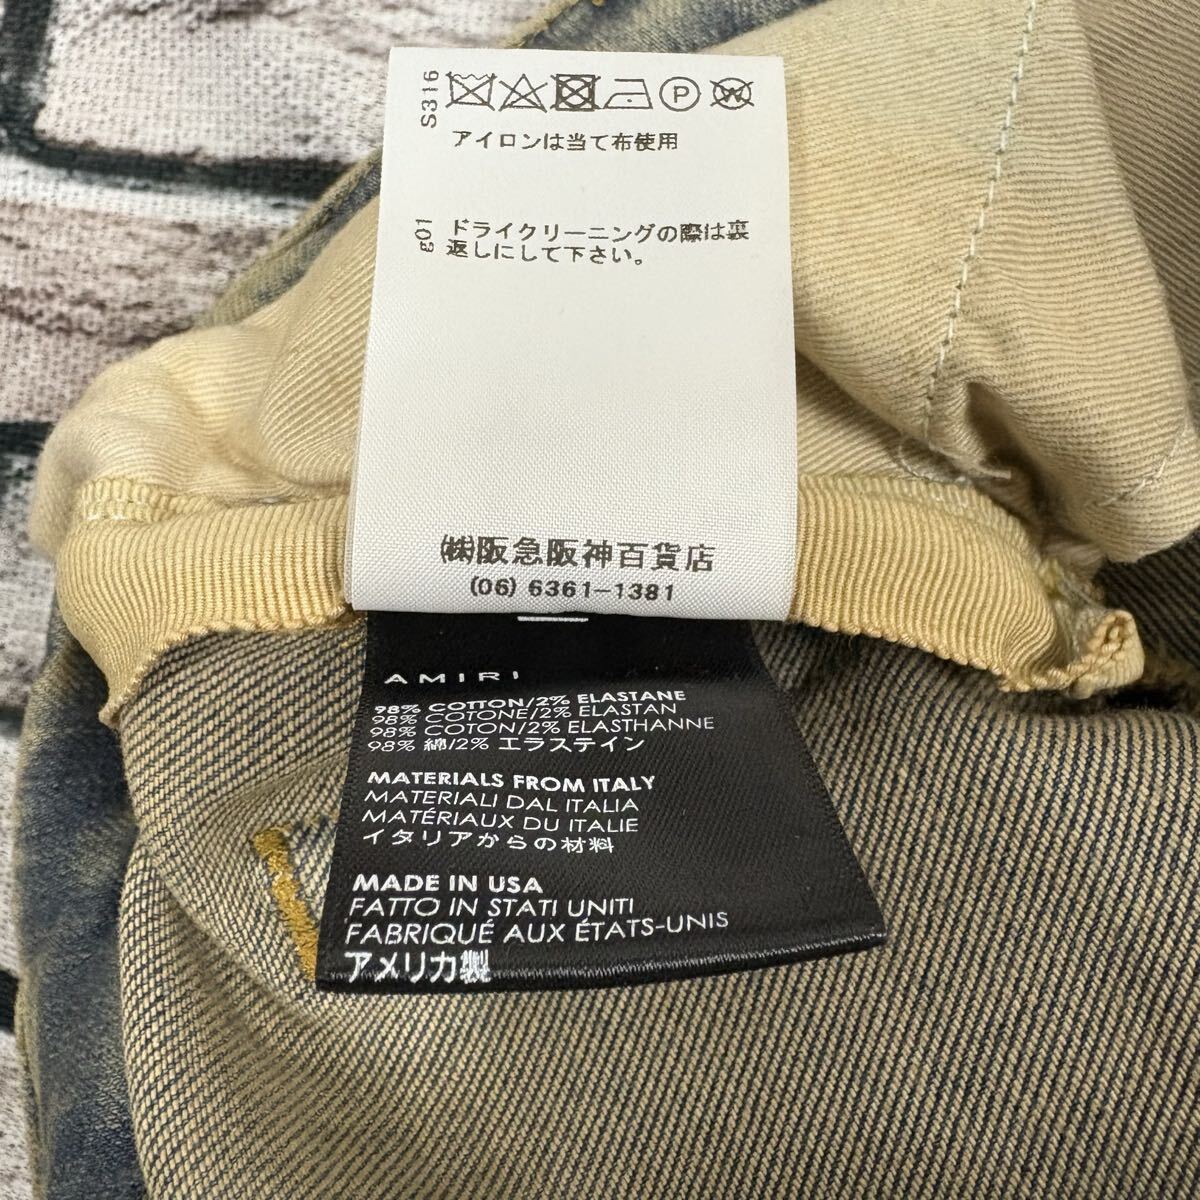 S316
アイロンは当て布使用
e01
ドライクリーニングの際は裏
返しにして下さい。
㈱阪急阪神百貨店
(06) 6361-1381
AMIRI
98% COTTON/2% ELASTANE
98% COTONE/2% ELASTAN
98% COTON/2% ELASTHANNE
98% 綿/2% エラステイン
MATERIALS FROM ITALY
MATERIALI DAL ITALIA
MATÉRIAUX DU ITALIE
イタリアからの材料
MADE IN USA
FATTO IN STATI UNITI
FABRIQUÉ AUX ÉTATS-UNIS
アメリカ製